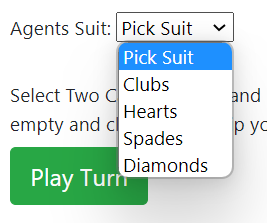 Agents Suit: Pick Suit
Pick Suit
Clubs
Hearts
Spades
Diamonds
Select Two C and
empty and cl p yo
Play Turn